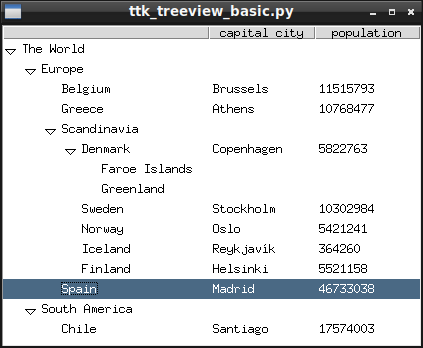 ttk_treeview_basic.py
capital city population
The World
Europe
Belgium Brussels 11515793
Greece Athens 10768477
Scandinavia
Denmark Copenhagen 5822763
Faroe Islands
Greenland
Sweden Stockholm 10302984
Norway Oslo 5421241
Iceland Reykjavík 364260
Finland Helsinki 5521158
Spain Madrid 46733038
South America
Chile Santiago 17574003